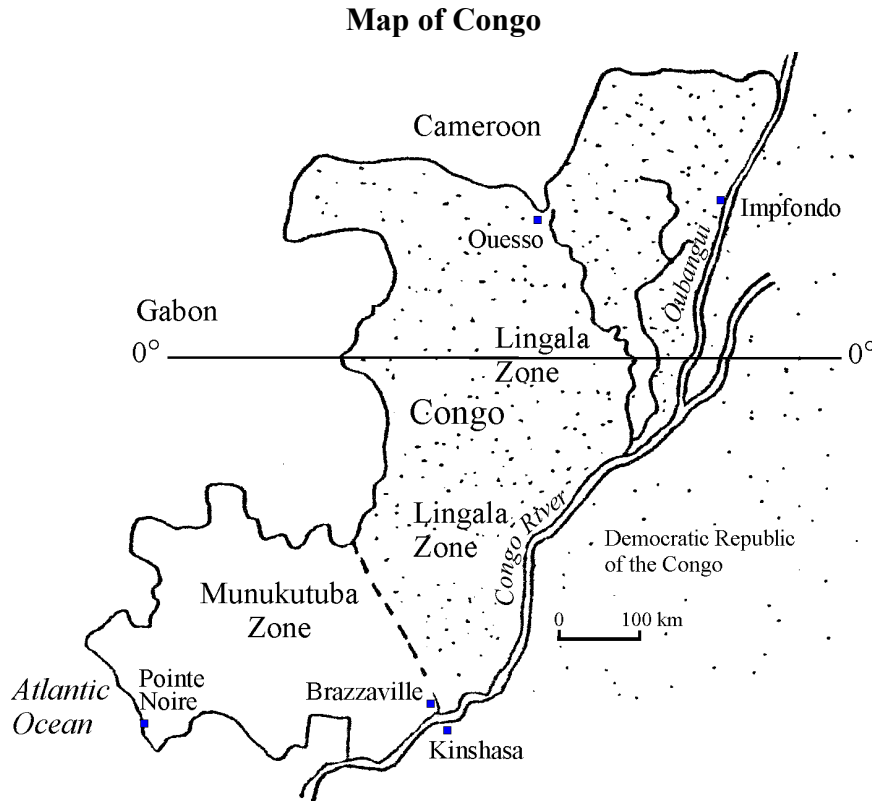 Map of Congo
Cameroon
Impfondo
Ouesso
Oubangui
Gabon
Lingala
Zone
0°
0°
Congo
Lingala
Zone
Congo River
Democratic Republic
of the Congo
Munukutuba
Zone
0
100 km
Atlantic
Ocean
Pointe
Noire
Brazzaville
Kinshasa